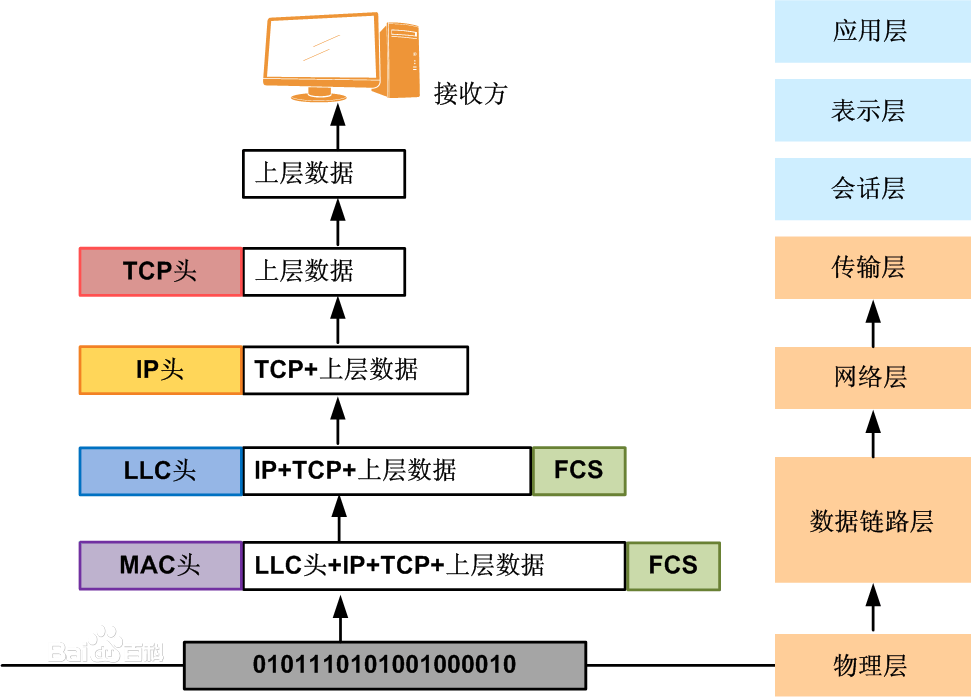 应用层
接收方
表示层
上层数据
会话层
TCP头 上层数据
传输层
IP头 TCP+上层数据
网络层
LLC头 IP+TCP+上层数据 FCS
数据链路层
MAC头 LLC头+IP+TCP+上层数据 FCS
Baidu百科
0101110101001000010
物理层